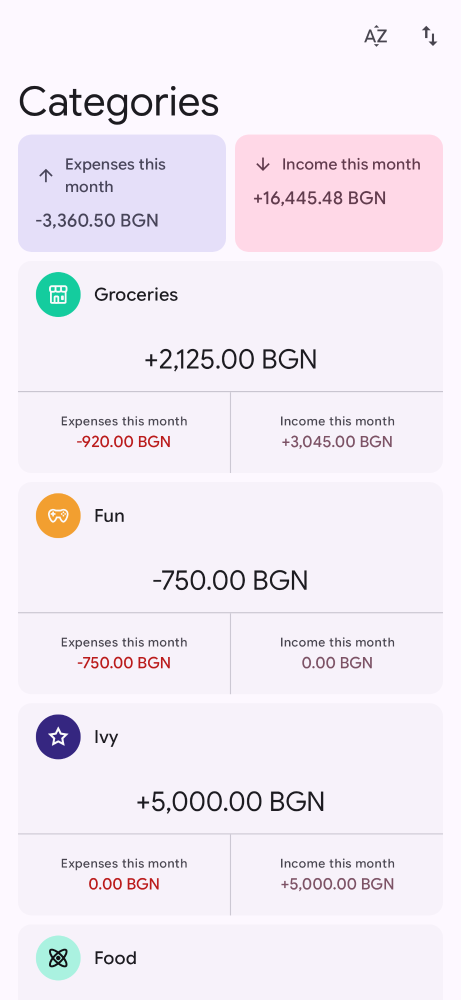 AZ
Categories
Expenses this
month
-3,360.50 BGN
Income this month
+16,445.48 BGN
Groceries
+2,125.00 BGN
Expenses this month
-920.00 BGN
Income this month
+3,045.00 BGN
Fun
-750.00 BGN
Expenses this month
-750.00 BGN
Income this month
0.00 BGN
Ivy
+5,000.00 BGN
Expenses this month
0.00 BGN
Income this month
+5,000.00 BGN
Food